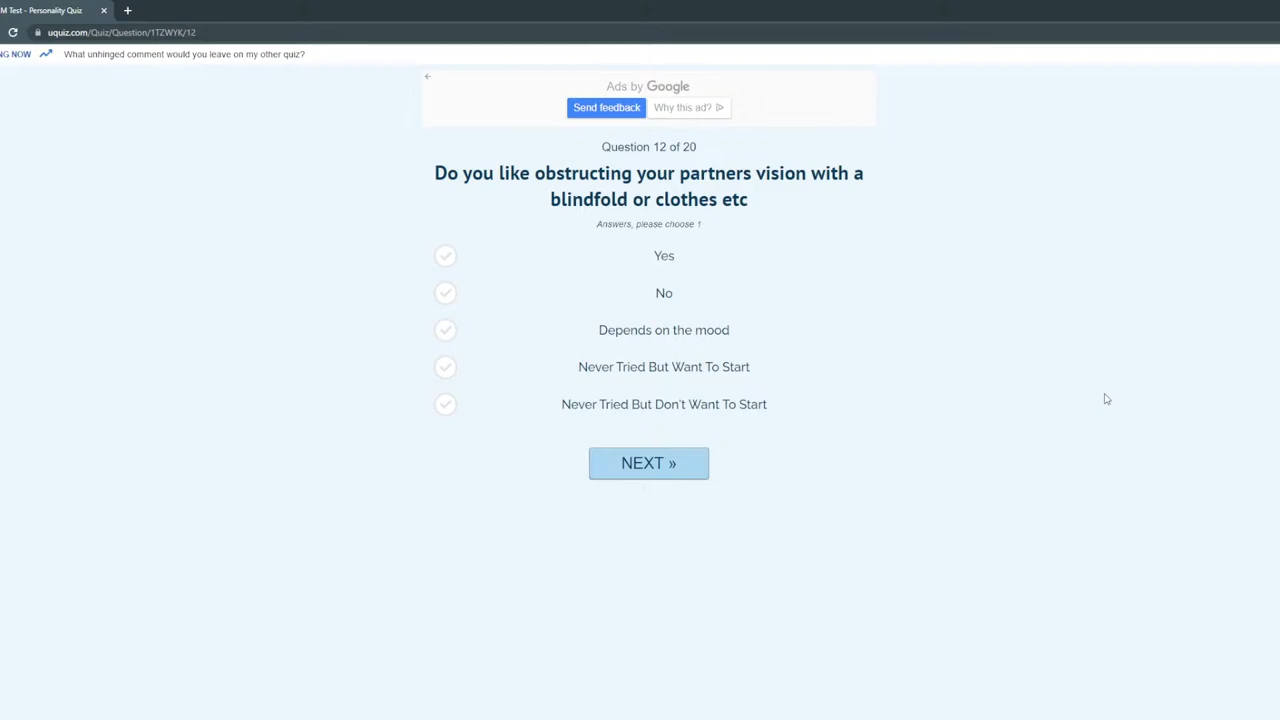 M Test - Personality Quiz
uquiz.com/Quiz/Question/1TZWYK/12
NG NOW What unhinged comment would you leave on my other quiz?
Ads by Google
Send feedback Why this ad?
Question 12 of 20
Do you like obstructing your partners vision with a
blindfold or clothes etc
Answers, please choose 1
Yes
No
Depends on the mood
Never Tried But Want To Start
Never Tried But Don't Want To Start
NEXT »